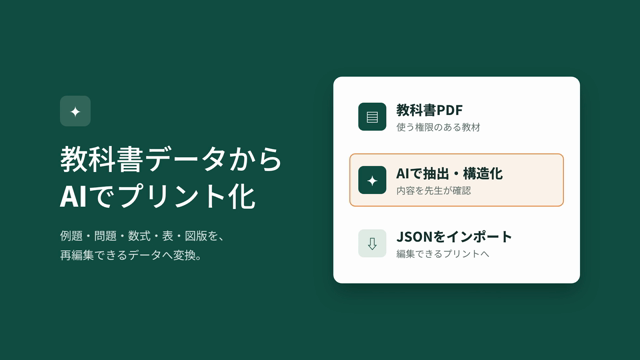 教科書データから
AIでプリント化
例題・問題・数式・表・図版を、
再編集できるデータへ変換。
教科書PDF
使う権限のある教材
AIで抽出・構造化
内容を先生が確認
JSONをインポート
編集できるプリントへ